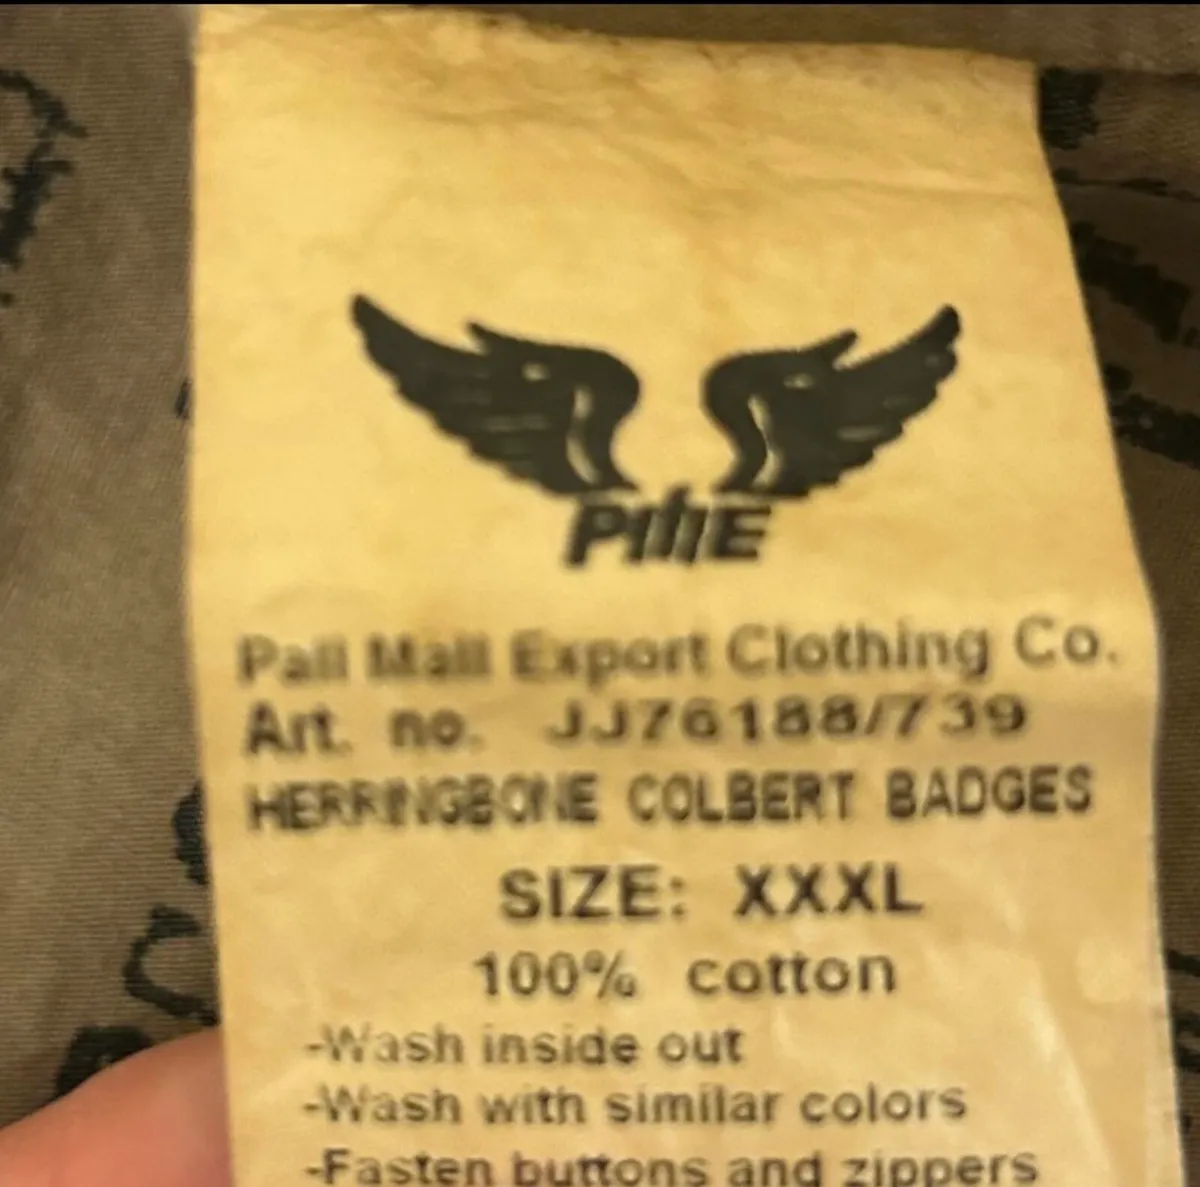 PME
Pall Mall Export Clothing Co.
Art. no. JJ76188/739
HERRINGBONE COLBERT BADGES
SIZE: XXXL
100% cotton
-Wash inside out
-Wash with similar colors
-Fasten buttons and zippers